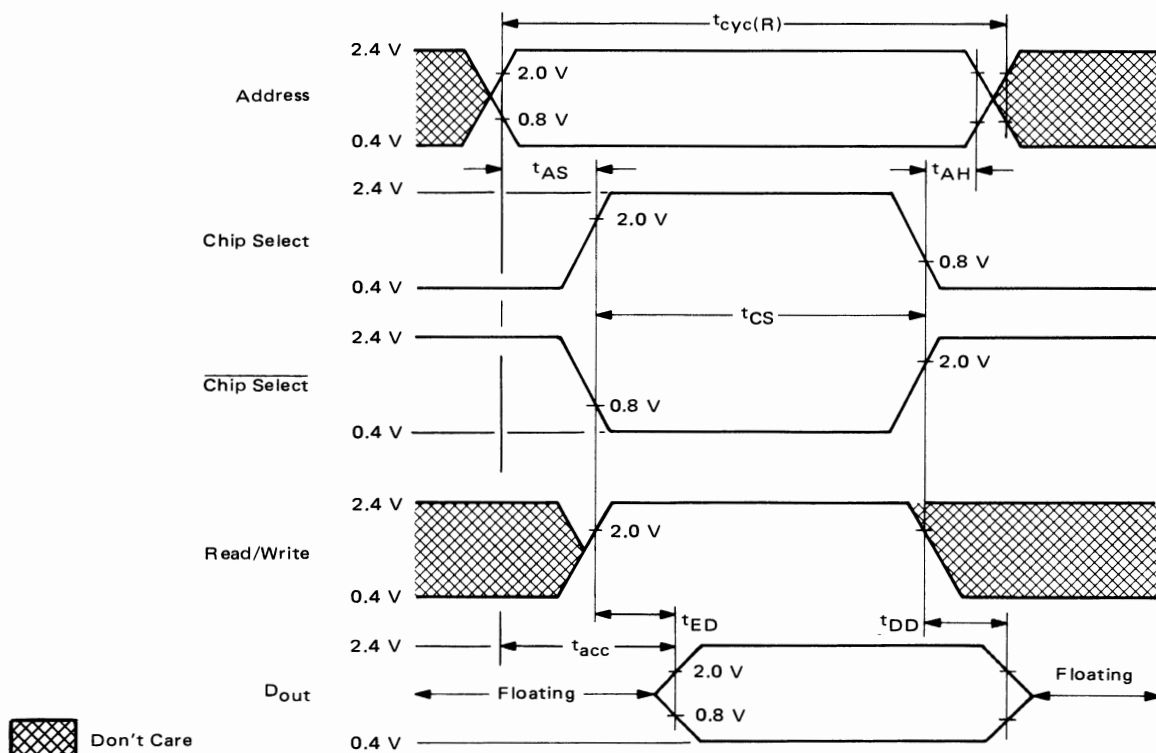 tcyc(R)
2.4 V
2.0 V
Address
0.8 V
0.4 V
tAS
tAH
2.4 V
2.0 V
Chip Select
0.8 V
0.4 V
tCS
2.4 V
2.0 V
Chip Select
0.8 V
0.4 V
2.4 V
2.0 V
Read/Write
0.4 V
tED
tDD
tacc
2.4 V
2.0 V
Floating
Floating
Dout
0.8 V
0.4 V
Don't Care